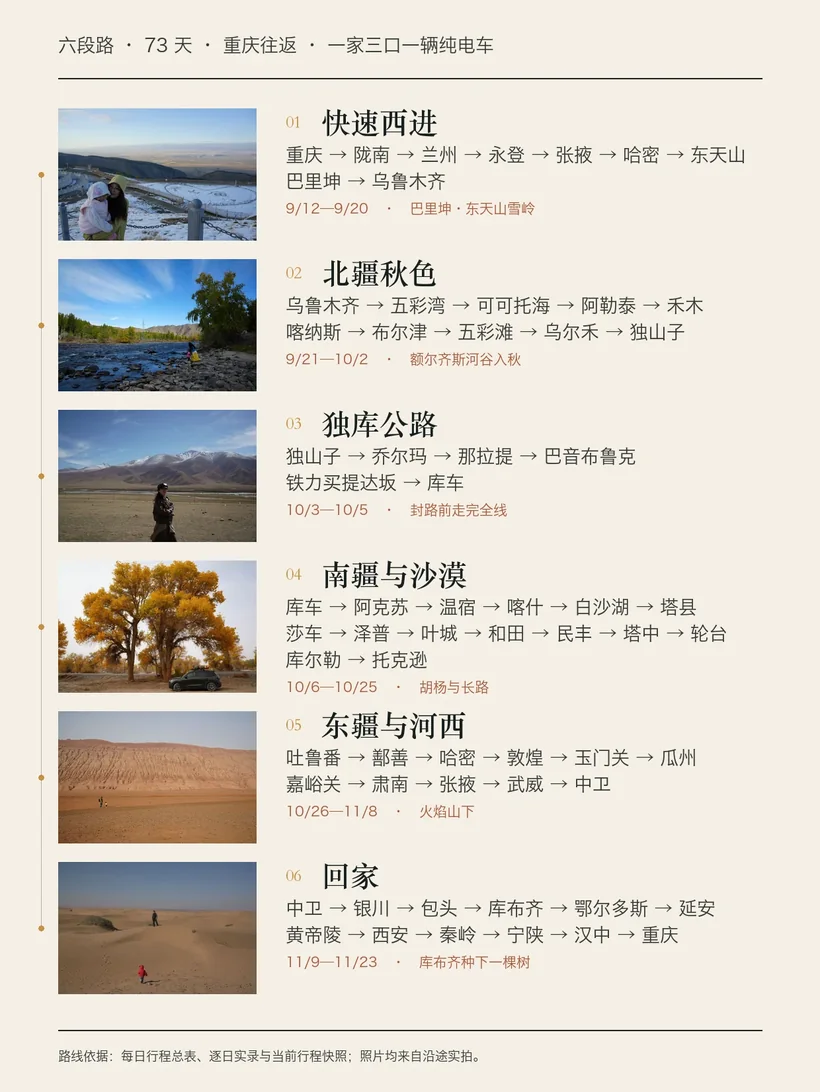 六段路 · 73 天 · 重庆往返 · 一家三口一辆纯电车
01 快速西进
重庆 → 陇南 → 兰州 → 永登 → 张掖 → 哈密 → 东天山
巴里坤 → 乌鲁木齐
9/12—9/20 · 巴里坤·东天山雪岭
02 北疆秋色
乌鲁木齐 → 五彩湾 → 可可托海 → 阿勒泰 → 禾木
喀纳斯 → 布尔津 → 五彩滩 → 乌尔禾 → 独山子
9/21—10/2 · 额尔齐斯河谷入秋
03 独库公路
独山子 → 乔尔玛 → 那拉提 → 巴音布鲁克
铁力买提达坂 → 库车
10/3—10/5 · 封路前走完全线
04 南疆与沙漠
库车 → 阿克苏 → 温宿 → 喀什 → 白沙湖 → 塔县
莎车 → 泽普 → 叶城 → 和田 → 民丰 → 塔中 → 轮台
库尔勒 → 托克逊
10/6—10/25 · 胡杨与长路
05 东疆与河西
吐鲁番 → 鄯善 → 哈密 → 敦煌 → 玉门关 → 瓜州
嘉峪关 → 肃南 → 张掖 → 武威 → 中卫
10/26—11/8 · 火焰山下
06 回家
中卫 → 银川 → 包头 → 库布齐 → 鄂尔多斯 → 延安
黄帝陵 → 西安 → 秦岭 → 宁陕 → 汉中 → 重庆
11/9—11/23 · 库布齐种下一棵树
路线依据：每日行程总表、逐日实录与当前行程快照；照片均来自沿途实拍。